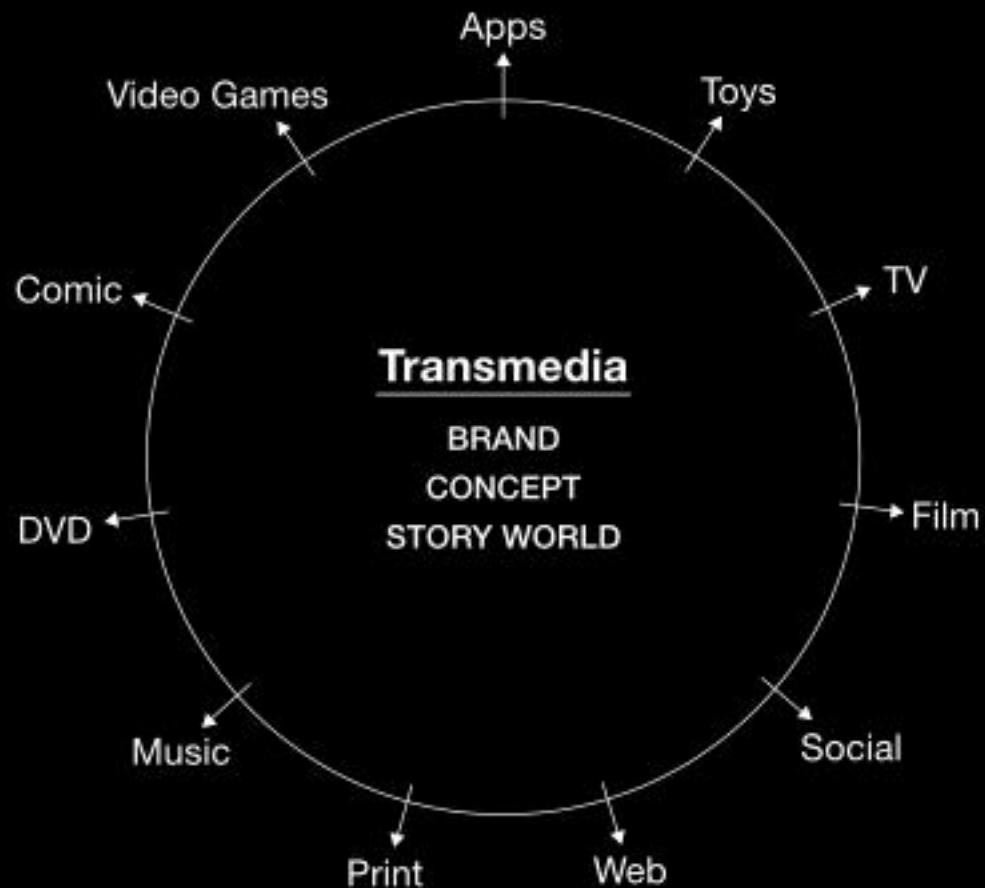 Apps
Video Games
Toys
Comic
TV
Transmedia
BRAND
CONCEPT
STORY WORLD
DVD
Film
Music
Social
Print
Web